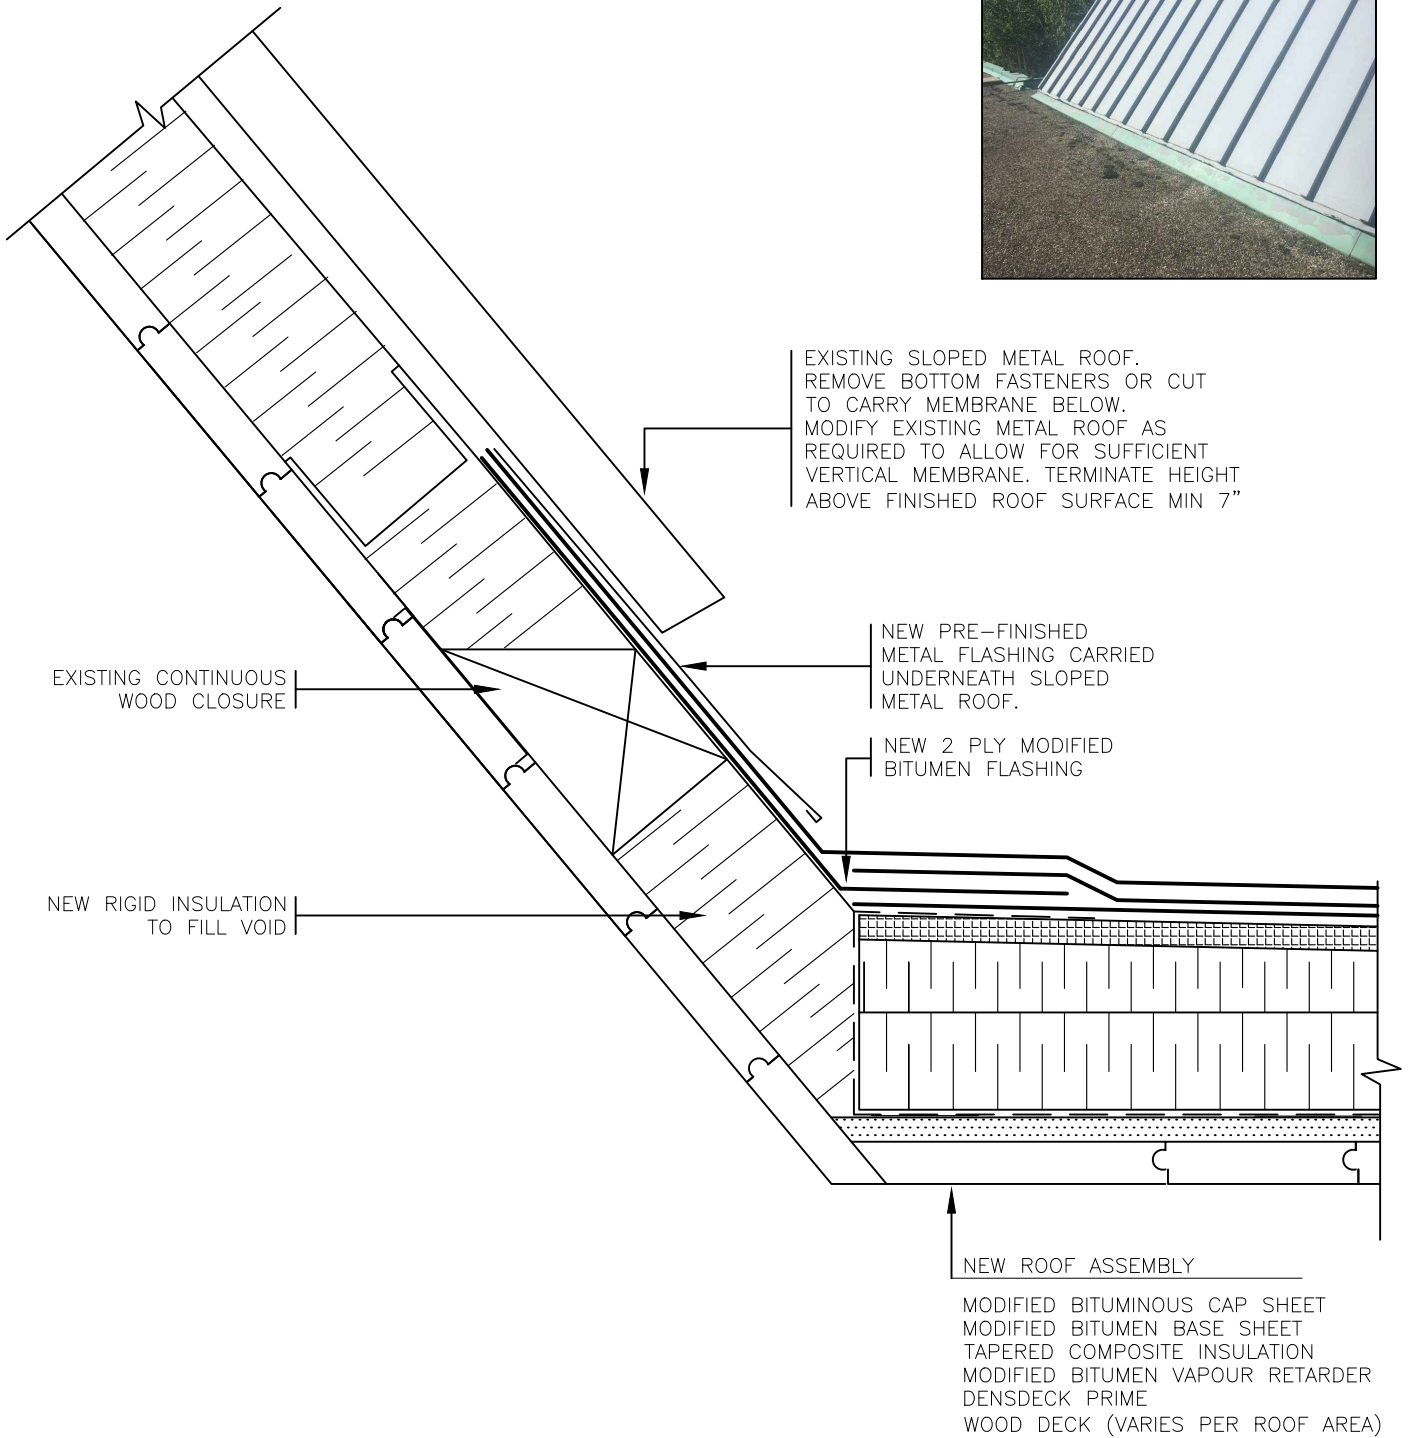 EXISTING SLOPED METAL ROOF.
REMOVE BOTTOM FASTENERS OR CUT
TO CARRY MEMBRANE BELOW.
MODIFY EXISTING METAL ROOF AS
REQUIRED TO ALLOW FOR SUFFICIENT
VERTICAL MEMBRANE. TERMINATE HEIGHT
ABOVE FINISHED ROOF SURFACE MIN 7”
NEW PRE–FINISHED
METAL FLASHING CARRIED
UNDERNEATH SLOPED
METAL ROOF.
EXISTING CONTINUOUS
WOOD CLOSURE
NEW 2 PLY MODIFIED
BITUMEN FLASHING
NEW RIGID INSULATION
TO FILL VOID
NEW ROOF ASSEMBLY
MODIFIED BITUMINOUS CAP SHEET
MODIFIED BITUMEN BASE SHEET
TAPERED COMPOSITE INSULATION
MODIFIED BITUMEN VAPOUR RETARDER
DENSDECK PRIME
WOOD DECK (VARIES PER ROOF AREA)